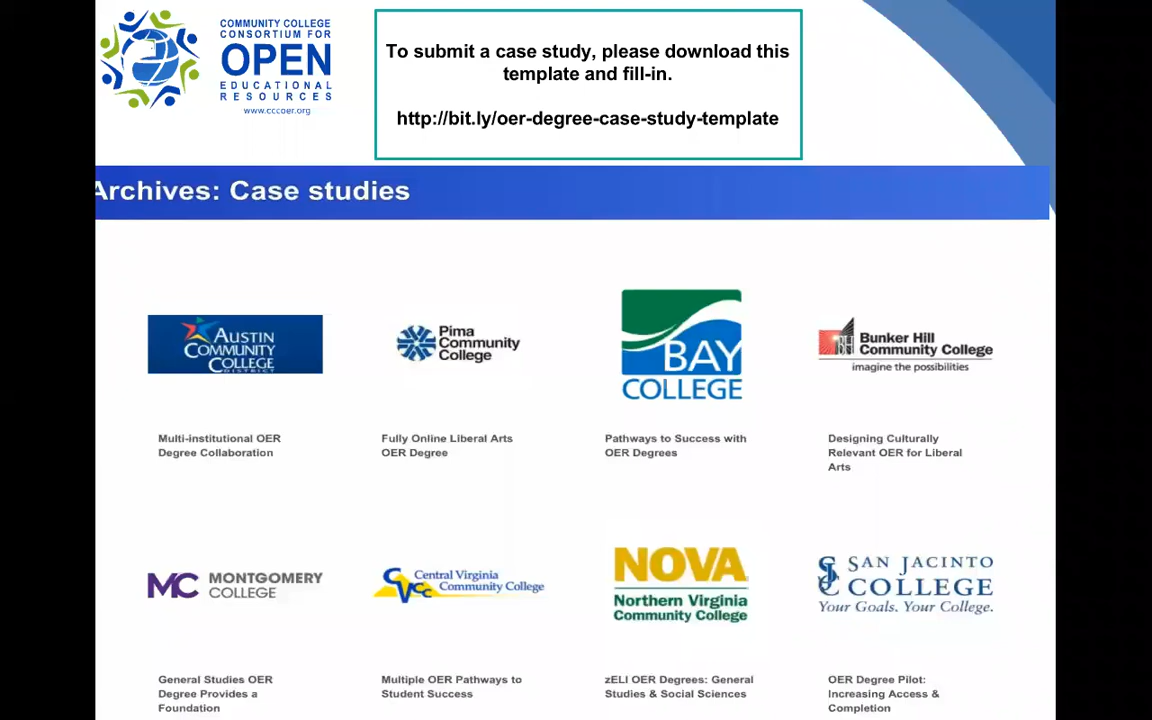 COMMUNITY COLLEGE
CONSORTIUM FOR
OPEN
EDUCATIONAL
RESOURCES
www.cccoer.org
To submit a case study, please download this
template and fill-in.
http://bit.ly/oer-degree-case-study-template
Archives: Case studies
AUSTIN
COMMUNITY
COLLEGE
DISTRICT
Pima
Community
College
BAY
COLLEGE
BH
Bunker Hill
Community College
imagine the possibilities
Multi-institutional OER
Degree Collaboration
Fully Online Liberal Arts
OER Degree
Pathways to Success with
OER Degrees
Designing Culturally
Relevant OER for Liberal
Arts
MC MONTGOMERY
COLLEGE
CVCC
Central Virginia
Community College
NOVA
Northern Virginia
Community College
SJC
SAN JACINTO
COLLEGE
Your Goals. Your College.
General Studies OER
Degree Provides a
Foundation
Multiple OER Pathways to
Student Success
zELI OER Degrees: General
Studies & Social Sciences
OER Degree Pilot:
Increasing Access &
Completion